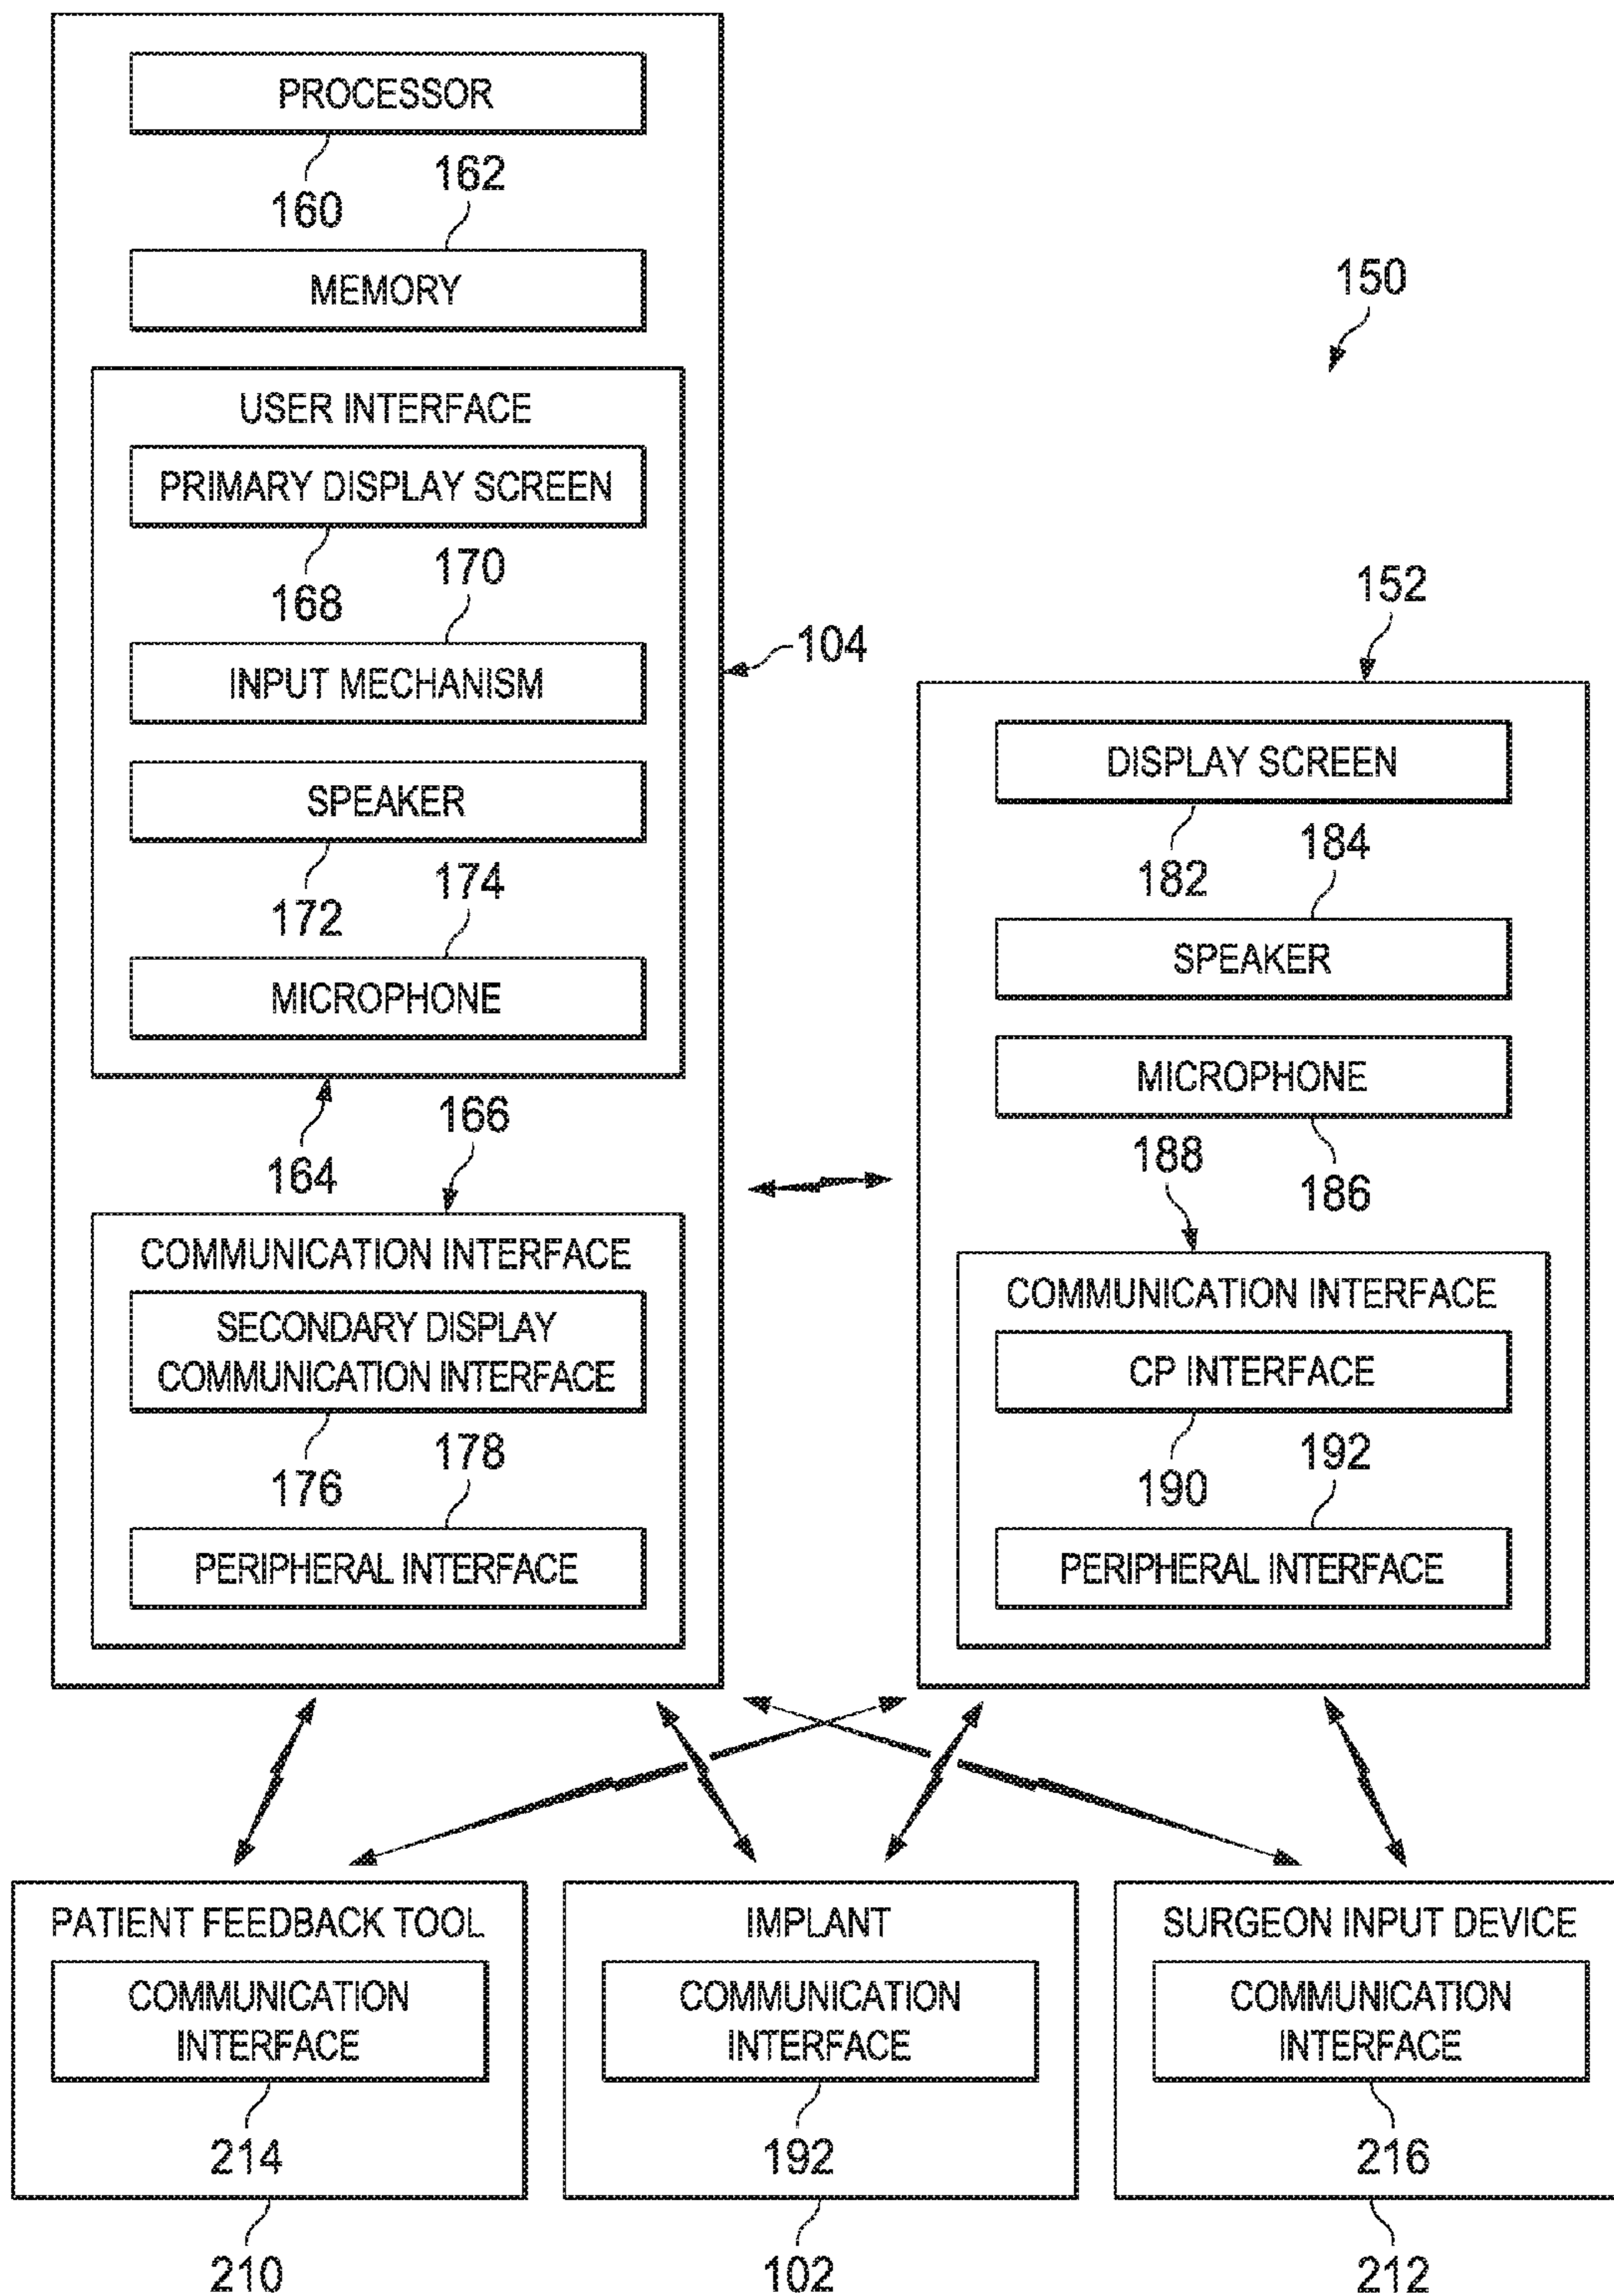 PROCESSOR
160
162
MEMORY
USER INTERFACE
PRIMARY DISPLAY SCREEN
168
170
INPUT MECHANISM
SPEAKER
172
174
MICROPHONE
164
166
COMMUNICATION INTERFACE
SECONDARY DISPLAY
COMMUNICATION INTERFACE
176
178
PERIPHERAL INTERFACE
104
150
152
DISPLAY SCREEN
182
184
SPEAKER
MICROPHONE
186
188
COMMUNICATION INTERFACE
CP INTERFACE
190
192
PERIPHERAL INTERFACE
PATIENT FEEDBACK TOOL
COMMUNICATION
INTERFACE
214
210
IMPLANT
COMMUNICATION
INTERFACE
192
102
SURGEON INPUT DEVICE
COMMUNICATION
INTERFACE
216
212